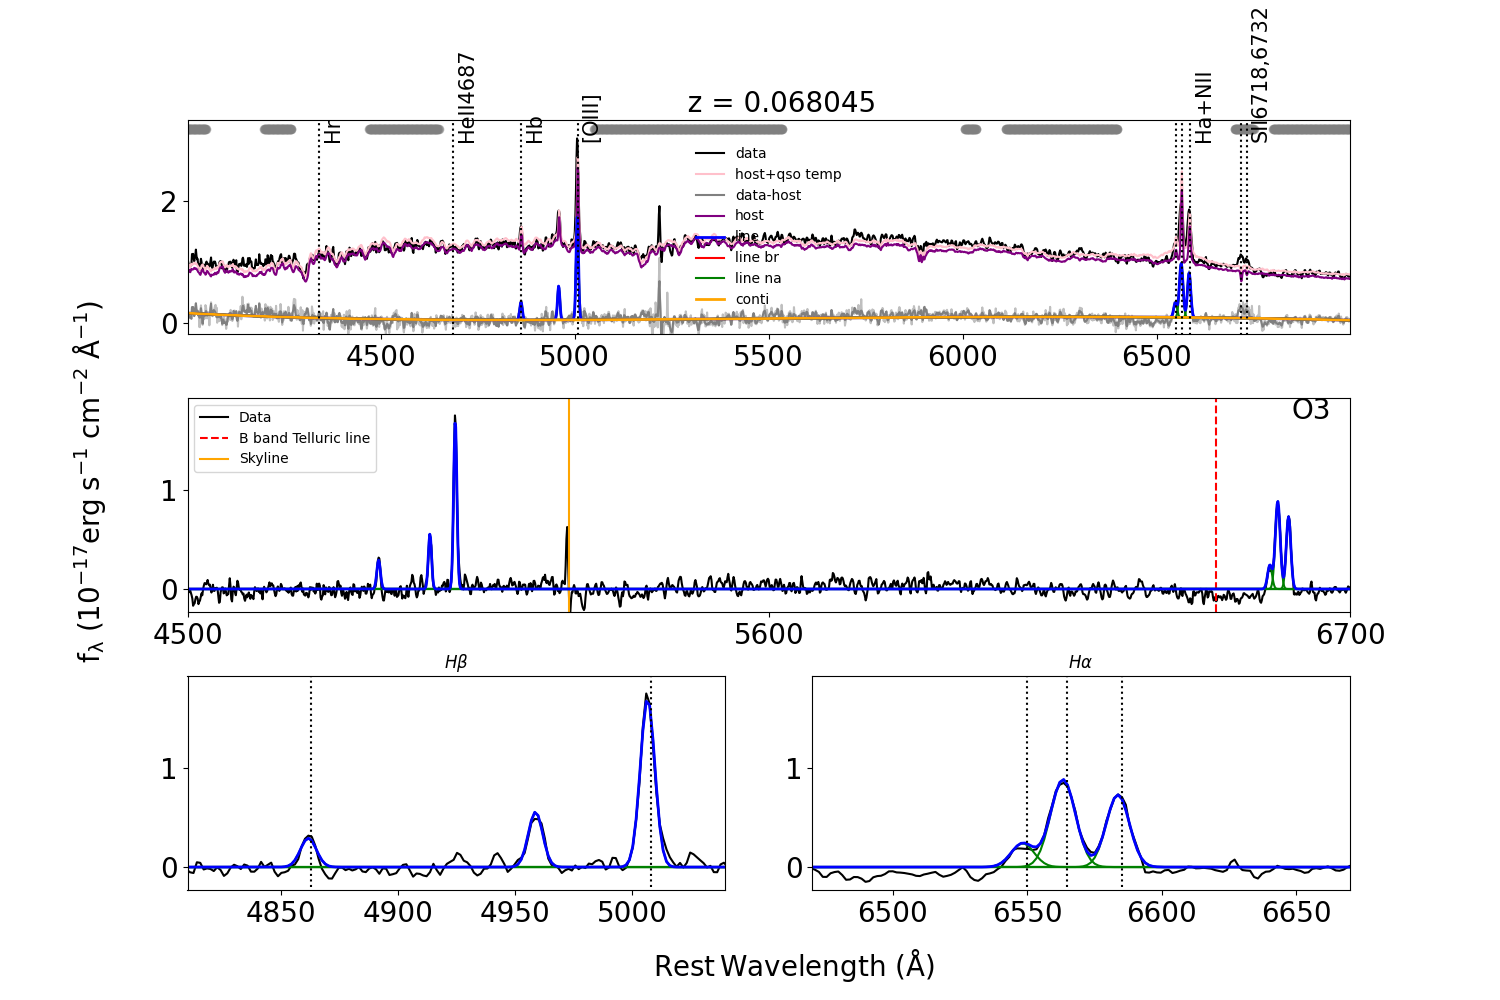 z = 0.068045
Hr
HeII4687
Hb
[OIII]
Ha+NII
SII6718,6732
data
host+qso temp
data-host
host
line
line br
line na
conti
2
0
4500 5000 5500 6000 6500
O3
Data
B band Telluric line
Skyline
1
0
4500 5600 6700
fλ (10⁻¹⁷erg s⁻¹ cm⁻² Å⁻¹)
Hβ
1
0
4850 4900 4950 5000
Hα
1
0
6500 6550 6600 6650
Rest Wavelength (Å)